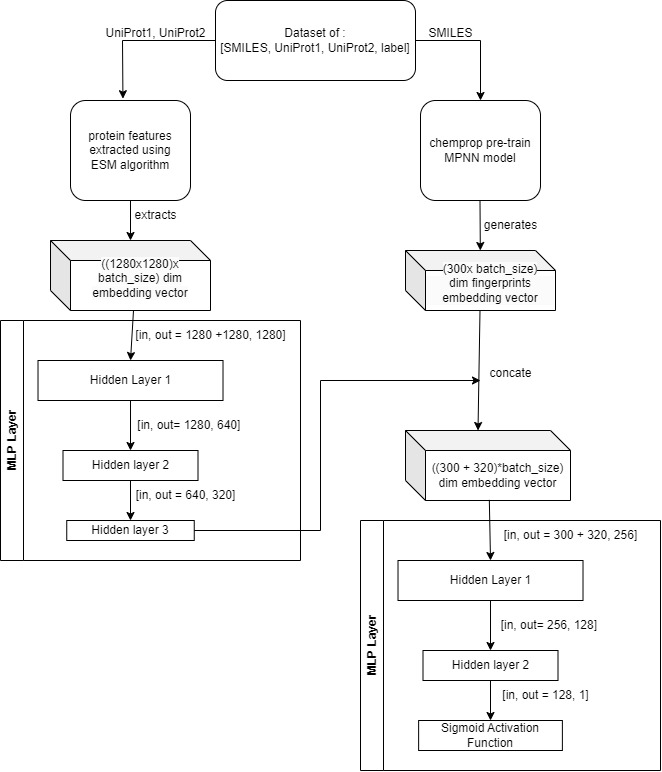 Dataset of :
[SMILES, UniProt1, UniProt2, label]
UniProt1, UniProt2
SMILES
protein features
extracted using
ESM algorithm
chemprop pre-train
MPNN model
extracts
generates
((1280x1280)x
batch_size) dim
embedding vector
(300x batch_size)
dim fingerprints
embedding vector
MLP Layer
[in, out = 1280 +1280, 1280]
Hidden Layer 1
[in, out= 1280, 640]
Hidden layer 2
[in, out = 640, 320]
Hidden layer 3
concate
((300 + 320)*batch_size)
dim embedding vector
MLP Layer
[in, out = 300 + 320, 256]
Hidden Layer 1
[in, out= 256, 128]
Hidden layer 2
[in, out = 128, 1]
Sigmoid Activation
Function